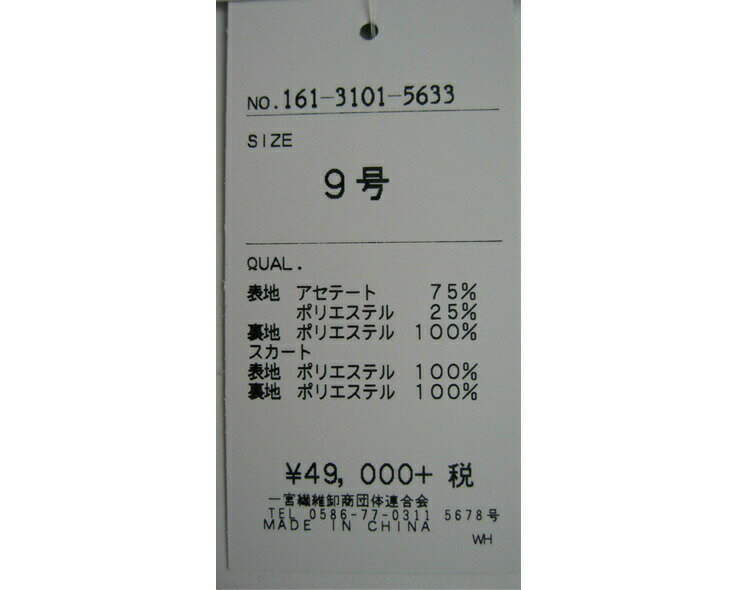 NO.161-3101-5633
SIZE
9号
QUAL.
表地 アセテート 75%
ポリエステル 25%
裏地 ポリエステル 100%
スカート
表地 ポリエステル 100%
裏地 ポリエステル 100%
¥49,000+ 税
一宮繊維卸商団体連合会
TEL 0586-77-0311 5678号
MADE IN CHINA
WH